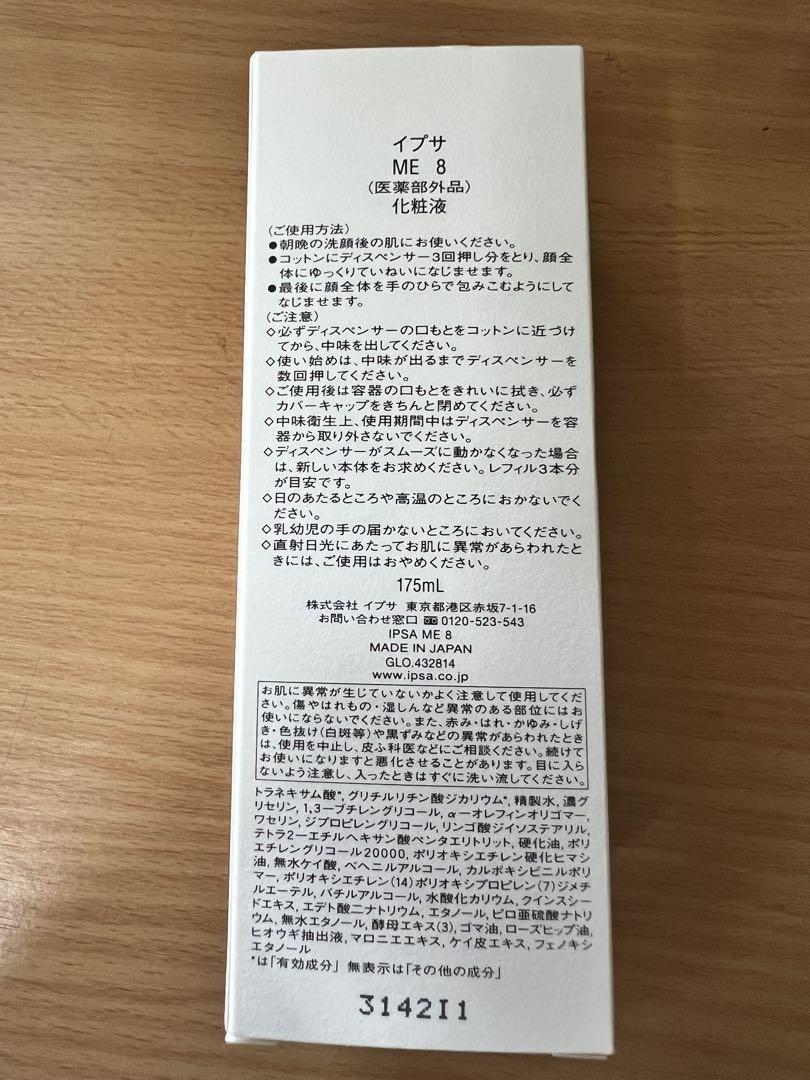 イプサ
ME 8
(医薬部外品)
化粧液
(ご使用方法)
●朝晩の洗顔後の肌にお使いください。
●コットンにディスペンサー3回押し分をとり、顔全
体にゆっくりていねいになじませます。
●最後に顔全体を手のひらで包みこむようにして
なじませます。
(ご注意)
◇必ずディスペンサーの口もとをコットンに近づけ
てから、中味を出してください。
◇使い始めは、中味が出るまでディスペンサーを
数回押してください。
◇ご使用後は容器の口もとをきれいに拭き、必ず
カバーキャップをきちんと閉めてください。
◇中味衛生上、使用期間中はディスペンサーを容
器から取り外さないでください。
◇ディスペンサーがスムーズに動かなくなった場合
は、新しい本体をお求めください。レフィル3本分
が目安です。
◇日のあたるところや高温のところにおかないでく
ださい。
◇乳幼児の手の届かないところにおいてください。
◇直射日光にあたってお肌に異常があらわれたと
きには、ご使用はおやめください。
175mL
株式会社 イプサ 東京都港区赤坂7-1-16
お問い合わせ窓口 0120-523-543
IPSA ME 8
MADE IN JAPAN
GLO.432814
www.ipsa.co.jp
お肌に異常が生じていないかよく注意して使用してくだ
さい。傷やはれもの・湿しんなど異常のある部位にはお
使いにならないでください。また、赤み・はれ・かゆみ・しげ
き・色抜け(白斑等)や黒ずみなどの異常があらわれたとき
は、使用を中止し、皮ふ科医などにご相談ください。続けて
お使いになりますと悪化させることがあります。目に入ら
ないよう注意し、入ったときはすぐに洗い流してください。
トラネキサム酸*, グリチルリチン酸ジカリウム*, 精製水, 濃グ
リセリン, 1,3-ブチレングリコール, α-オレフィンオリゴマー,
ワセリン, ジプロピレングリコール, リンゴ酸ジイソステアリル,
テトラ2-エチルヘキサン酸ペンタエリトリット, 硬化油, ポリ
エチレングリコール20000, ポリオキシエチレン硬化ヒマシ
油, 無水ケイ酸, ベヘニルアルコール, カルボキシビニルポリ
マー, ポリオキシエチレン(14)ポリオキシプロピレン(7)ジメチ
ルエーテル, バチルアルコール, 水酸化カリウム, クインスシー
ドエキス, エデト酸二ナトリウム, エタノール, ピロ亜硫酸ナトリ
ウム, 無水エタノール, 酵母エキス(3), ゴマ油, ローズヒップ油,
ヒオウギ抽出液, マロニエエキス, ケイ皮エキス, フェノキシ
エタノール
*は「有効成分」 無表示は「その他の成分」
3142I1